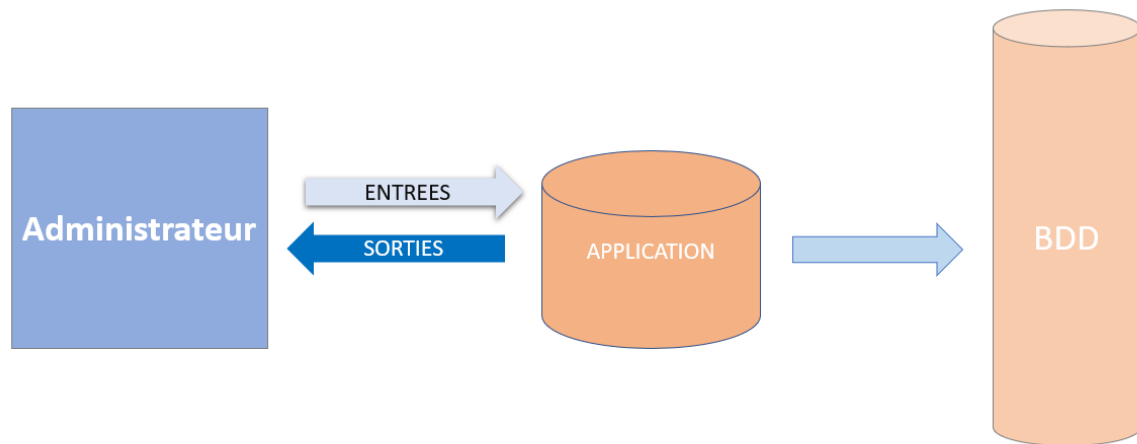 Administrateur
ENTREES
SORTIES
APPLICATION
BDD